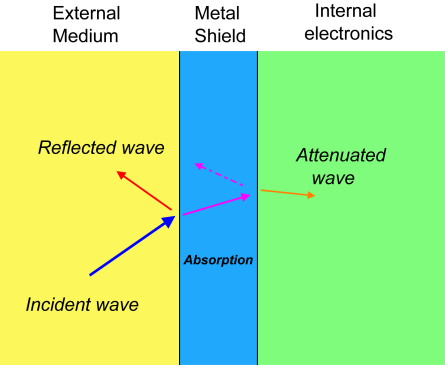 External
Medium
Metal
Shield
Internal
electronics
Reflected wave
Attenuated
wave
Absorption
Incident wave